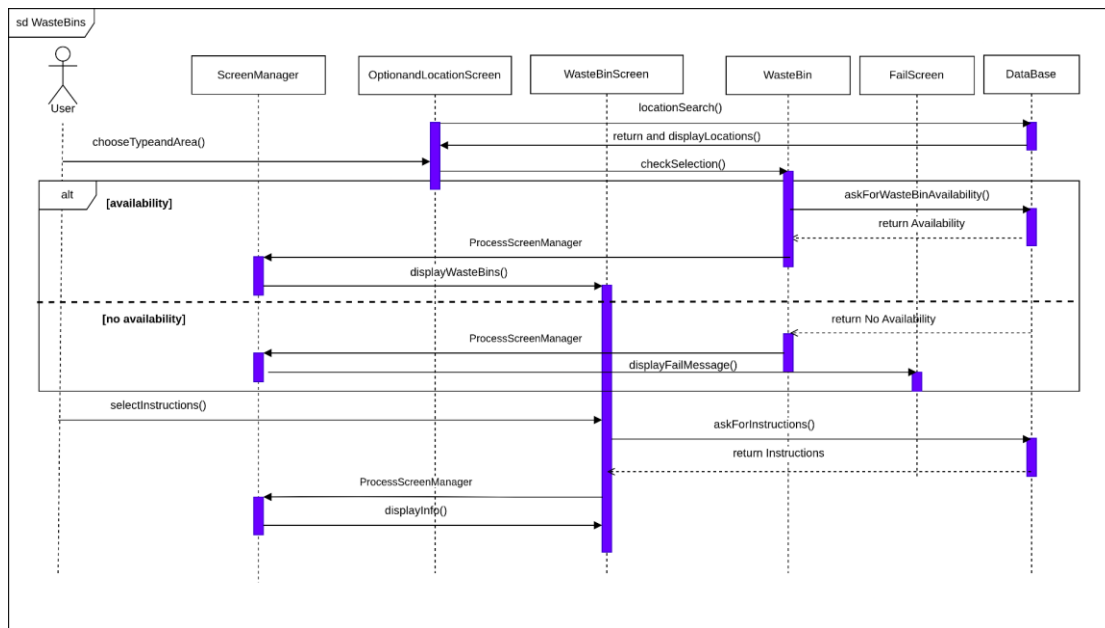 sd WasteBins
User
ScreenManager
OptionandLocationScreen
WasteBinScreen
WasteBin
FailScreen
DataBase
locationSearch()
return and displayLocations()
chooseTypeandArea()
checkSelection()
alt
[availability]
askForWasteBinAvailability()
return Availability
ProcessScreenManager
displayWasteBins()
[no availability]
return No Availability
ProcessScreenManager
displayFailMessage()
selectInstructions()
askForInstructions()
return Instructions
ProcessScreenManager
displayInfo()